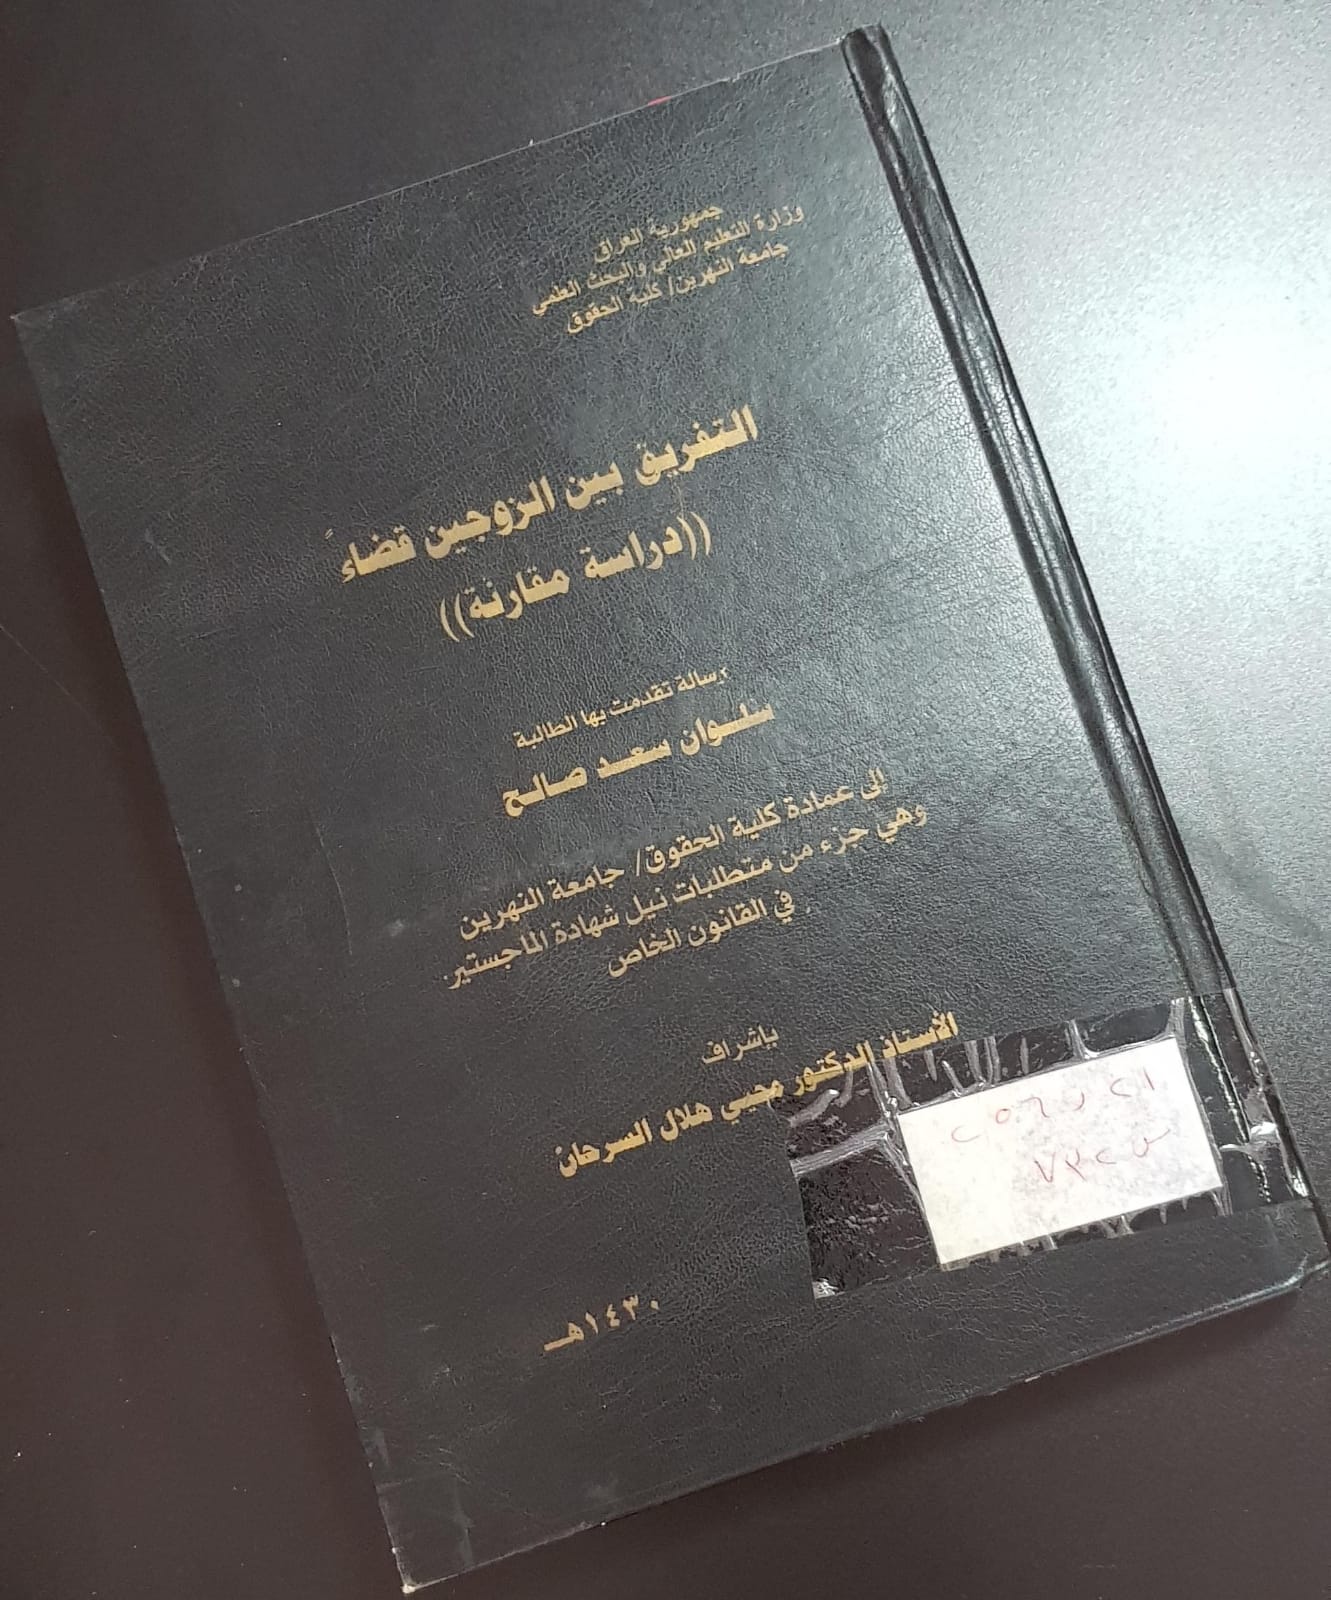 جمهورية العراق
وزارة التعليم العالي والبحث العلمي
جامعة النهرين/ كلية الحقوق
التفريق بين الزوجين قضاءً
((دراسة مقارنة))
رسالة تقدمت بها الطالبة
سلوان سعد صالح
إلى عمادة كلية الحقوق/ جامعة النهرين
وهي جزء من متطلبات نيل شهادة الماجستير
في القانون الخاص
بإشراف
الأستاذ الدكتور محيي هلال السرحان
١٤٣٠هـ